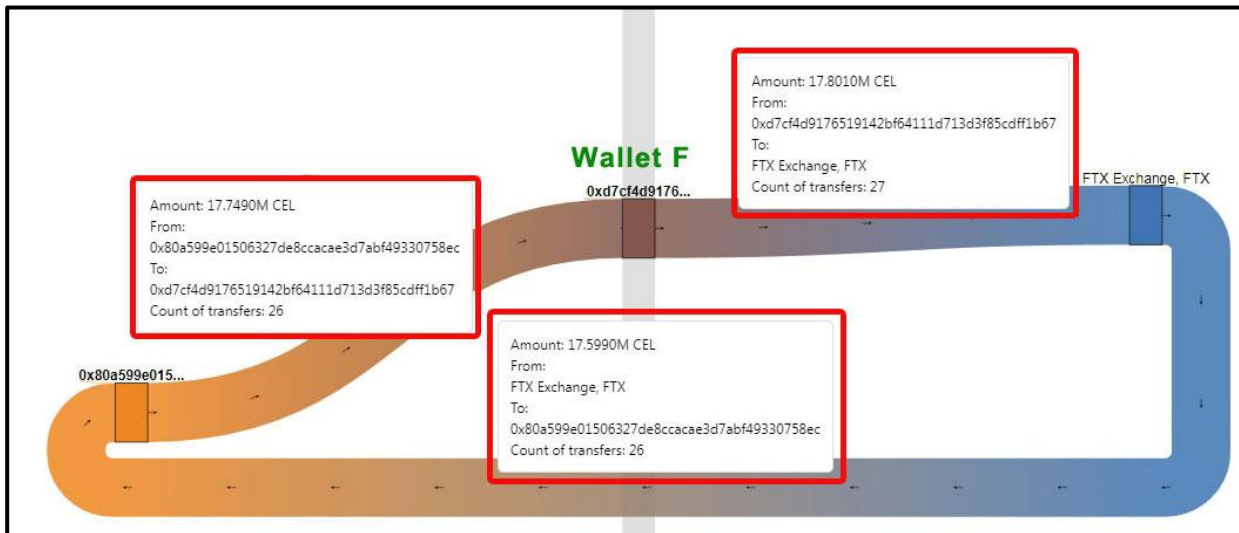 Amount: 17.8010M CEL
From:
0xd7cf4d9176519142bf64111d713d3f85cdff1b67
To:
FTX Exchange, FTX
Count of transfers: 27
Wallet F
0xd7cf4d9176...
FTX Exchange, FTX
Amount: 17.7490M CEL
From:
0x80a599e01506327de8ccacae3d7abf49330758ec
To:
0xd7cf4d9176519142bf64111d713d3f85cdff1b67
Count of transfers: 26
Amount: 17.5990M CEL
From:
FTX Exchange, FTX
To:
0x80a599e01506327de8ccacae3d7abf49330758ec
Count of transfers: 26
0x80a599e015...